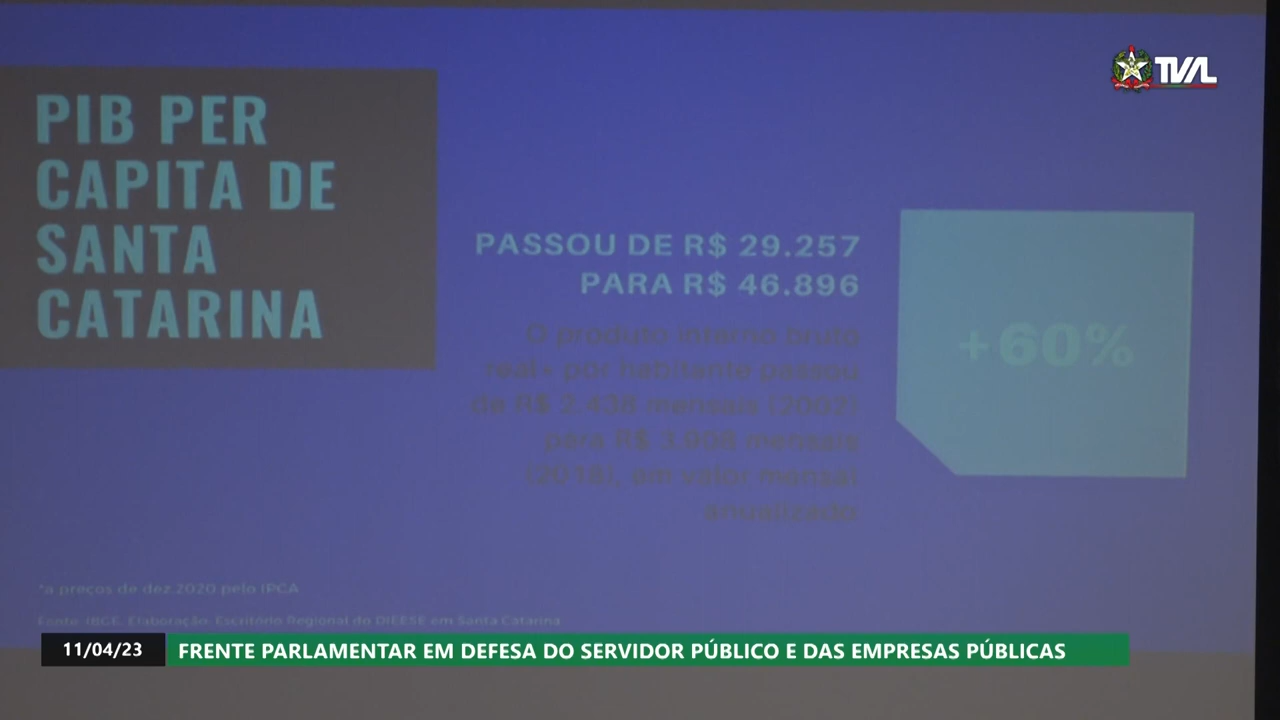 TVAL
PIB PER
CAPITA DE
SANTA
CATARINA
PASSOU DE R$ 29.257
PARA R$ 46.896
O produto interno bruto
real* por habitante passou
de R$ 2.438 mensais (2002)
para R$ 3.908 mensais
(2018), em valor mensal
anualizado
+60%
*a preços de dez.2020 pelo IPCA
Fonte: IBGE. Elaboração: Escritório Regional do DIEESE em Santa Catarina
11/04/23
FRENTE PARLAMENTAR EM DEFESA DO SERVIDOR PÚBLICO E DAS EMPRESAS PÚBLICAS